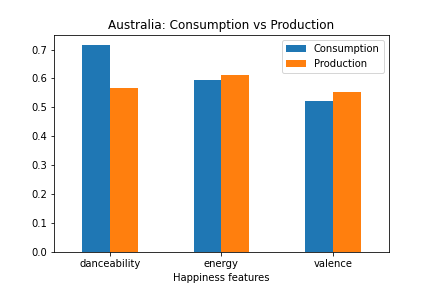 Australia: Consumption vs Production
Consumption
Production
0.7
0.6
0.5
0.4
0.3
0.2
0.1
0.0
danceability energy valence
Happiness features